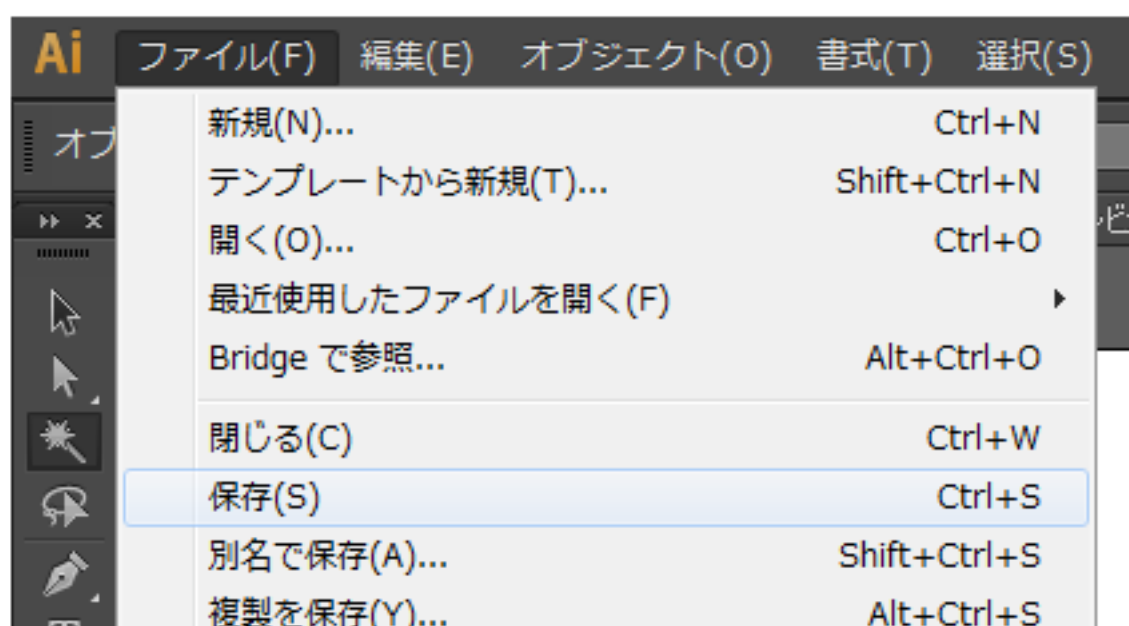 Ai ファイル(F) 編集(E) オブジェクト(O) 書式(T) 選択(S)
オブ
新規(N)... Ctrl+N
テンプレートから新規(T)... Shift+Ctrl+N
開く(O)... Ctrl+O
最近使用したファイルを開く(F)
Bridge で参照... Alt+Ctrl+O
閉じる(C) Ctrl+W
保存(S) Ctrl+S
別名で保存(A)... Shift+Ctrl+S
複製を保存(Y)... Alt+Ctrl+S